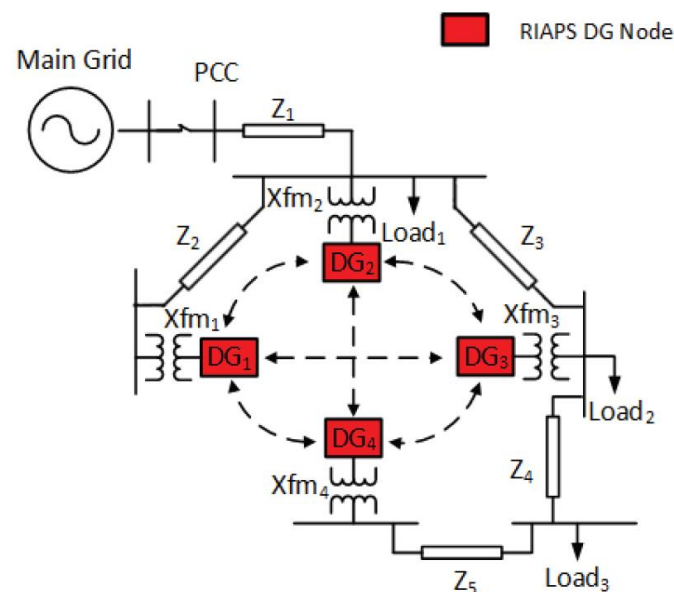 RIAPS DG Node
Main Grid
PCC
Z₁
Xfm₂
Load₁
Z₂
Z₃
DG₂
Xfm₁
Xfm₃
DG₁
DG₃
Load₂
DG₄
Xfm₄
Z₄
Z₅
Load₃